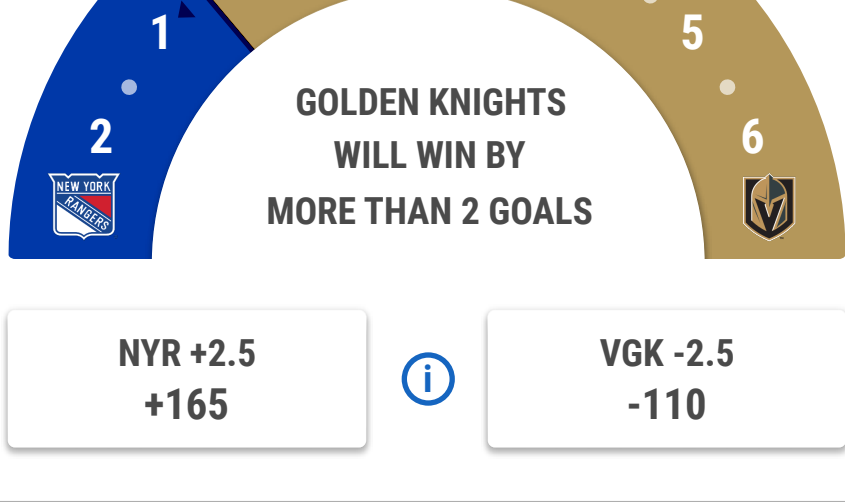 1
5
2
6
NEW YORK
RANGERS
GOLDEN KNIGHTS
WILL WIN BY
MORE THAN 2 GOALS
NYR +2.5
+165
i
VGK -2.5
-110